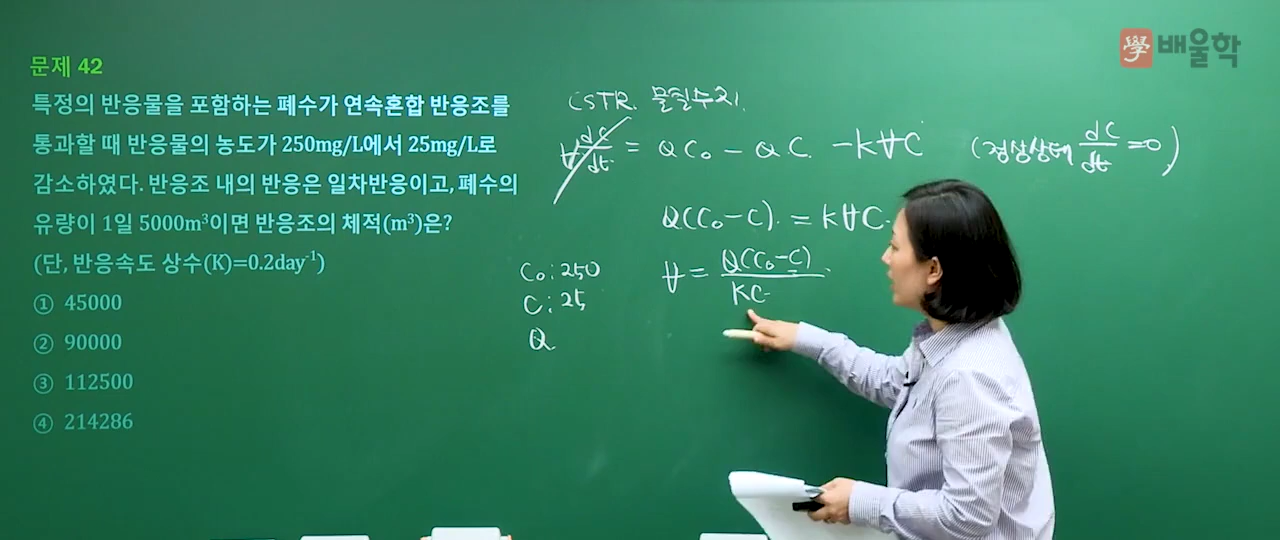 學 배울학
문제 42
특정의 반응물을 포함하는 폐수가 연속혼합 반응조를
통과할 때 반응물의 농도가 250mg/L에서 25mg/L로
감소하였다. 반응조 내의 반응은 일차반응이고, 폐수의
유량이 1일 5000m³이면 반응조의 체적(m³)은?
(단, 반응속도 상수(K)=0.2day⁻¹)
① 45000
② 90000
③ 112500
④ 214286
CSTR. 물질수지.
V dC/dt = QC₀ - QC - KVC (정상상태 dC/dt = 0)
Q(C₀-C) = KVC
V = Q(C₀-C) / KC
C₀ : 250
C : 25
Q